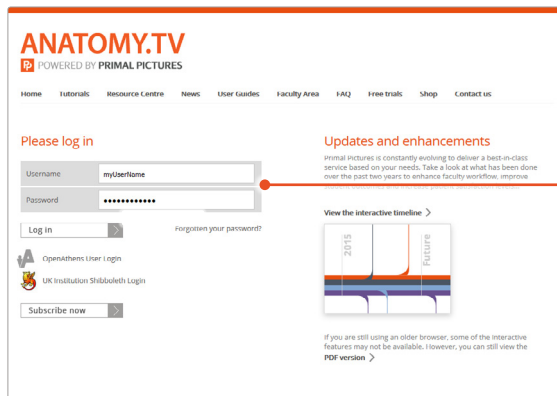 ANATOMY.TV
POWERED BY PRIMAL PICTURES
Home Tutorials Resource Centre News User Guides Faculty Area FAQ Free trials Shop Contact us
Please log in
Username myUserName
Password ••••••••••••
Log in
Forgotten your password?
OpenAthens User Login
UK Institution Shibboleth Login
Subscribe now
Updates and enhancements
Primal Pictures is constantly evolving to deliver a best-in-class
service based on your needs. Take a look at what has been done
over the past two years to enhance faculty workflow, improve
View the interactive timeline
2015
Future
If you are still using an older browser, some of the interactive
features may not be available. However, you can still view the
PDF version